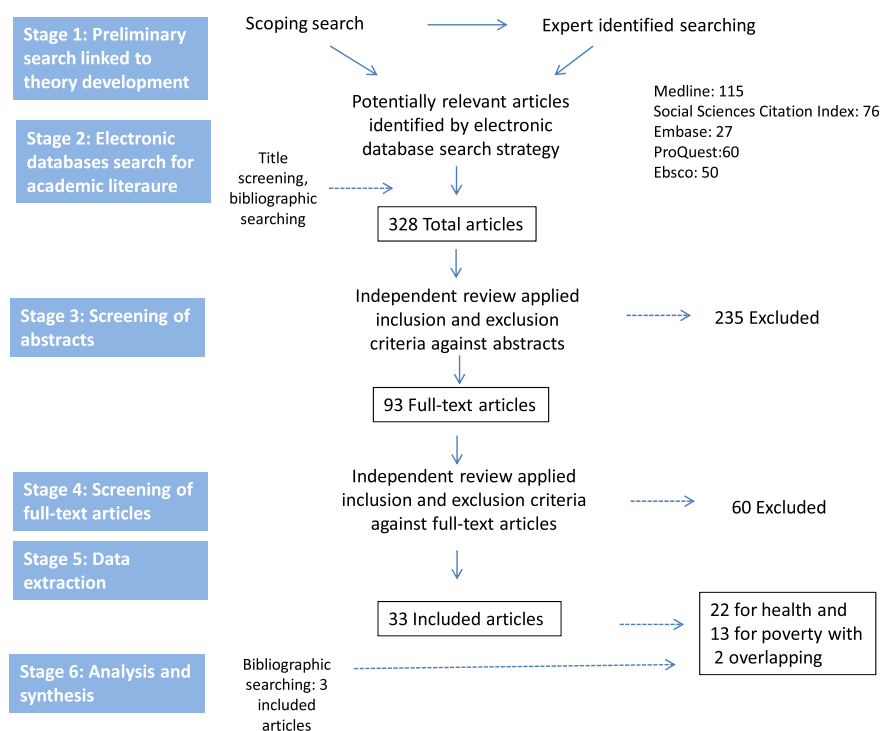 Scoping search
Expert identified searching
Stage 1: Preliminary
search linked to
theory development
Potentially relevant articles
identified by electronic
database search strategy
Medline: 115
Social Sciences Citation Index: 76
Embase: 27
ProQuest:60
Ebsco: 50
Stage 2: Electronic
databases search for
academic literaure
Title
screening,
bibliographic
searching
328 Total articles
Stage 3: Screening of
abstracts
Independent review applied
inclusion and exclusion
criteria against abstracts
235 Excluded
93 Full-text articles
Stage 4: Screening of
full-text articles
Independent review applied
inclusion and exclusion criteria
against full-text articles
60 Excluded
Stage 5: Data
extraction
33 Included articles
22 for health and
13 for poverty with
2 overlapping
Stage 6: Analysis and
synthesis
Bibliographic
searching: 3
included
articles